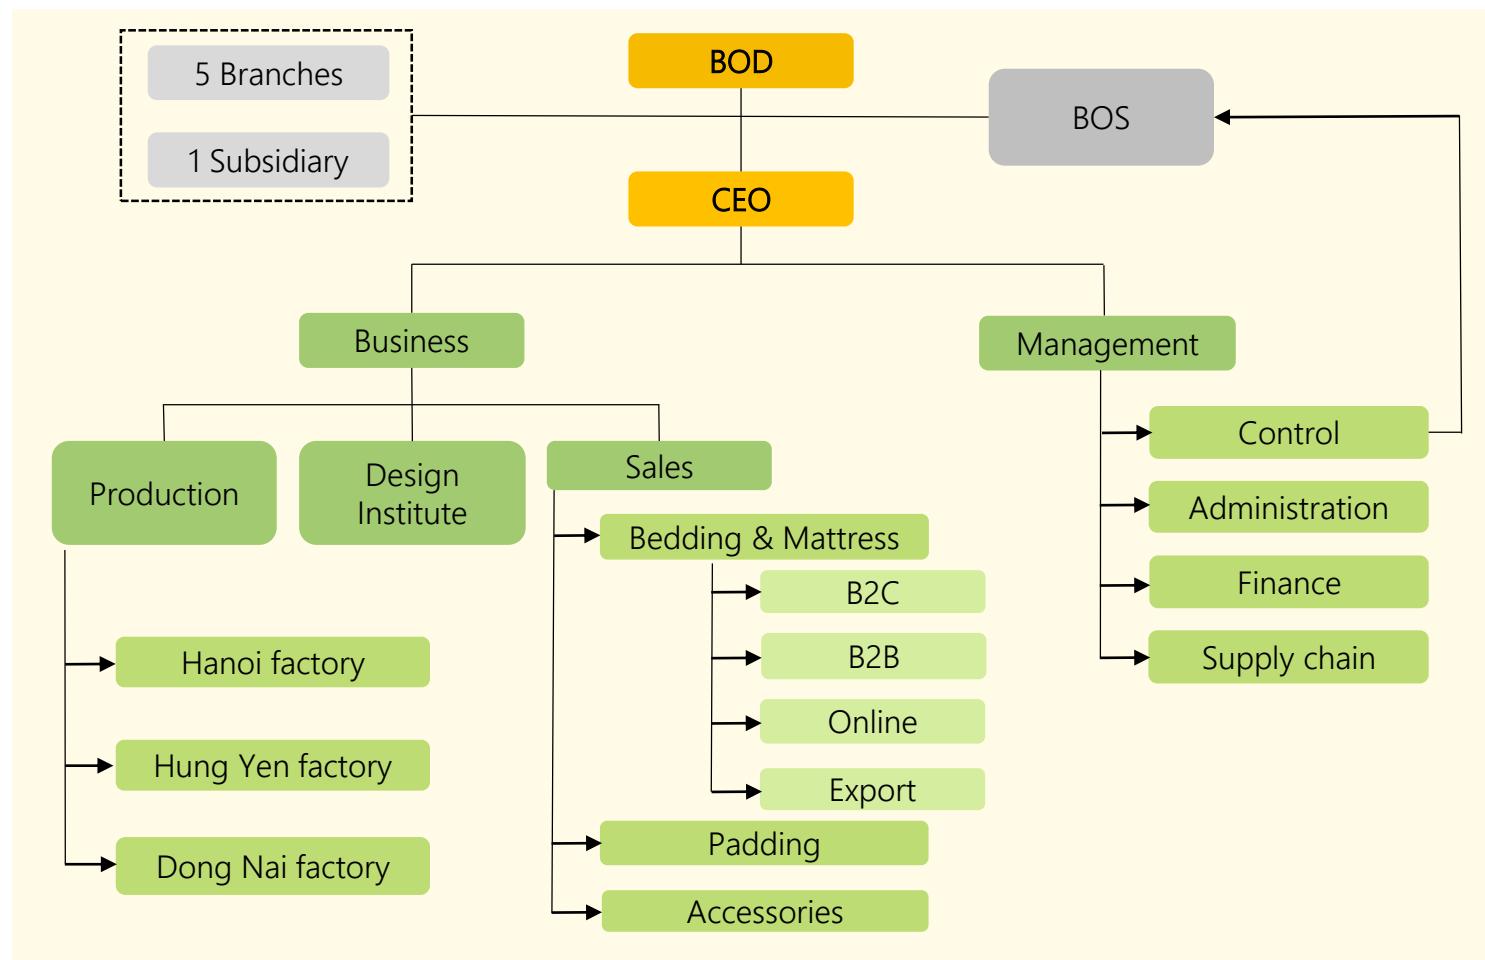 5 Branches
1 Subsidiary
BOD
BOS
CEO
Business
Management
Production
Design
Institute
Sales
Control
Administration
Finance
Supply chain
Bedding & Mattress
B2C
B2B
Online
Export
Padding
Accessories
Hanoi factory
Hung Yen factory
Dong Nai factory